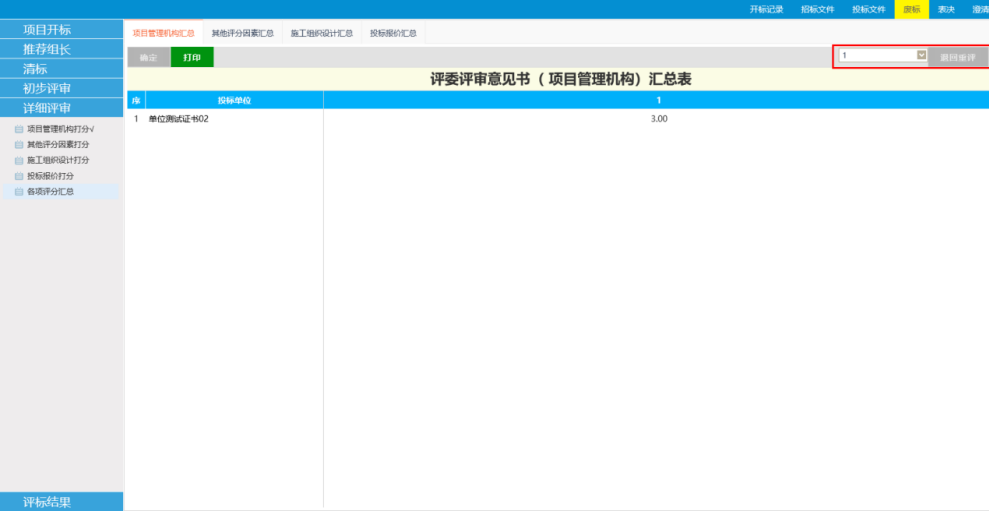 开标记录 招标文件 投标文件 废标 表决 澄清
项目开标
推荐组长
清标
初步评审
详细评审
项目管理机构打分√
其他评分因素打分
施工组织设计打分
投标报价打分
各项评分汇总
评标结果
项目管理机构汇总 其他评分因素汇总 施工组织设计汇总 投标报价汇总
确定 打印 1 退回重评
评委评审意见书（ 项目管理机构）汇总表
序 投标单位 1
1 单位测试证书02 3.00